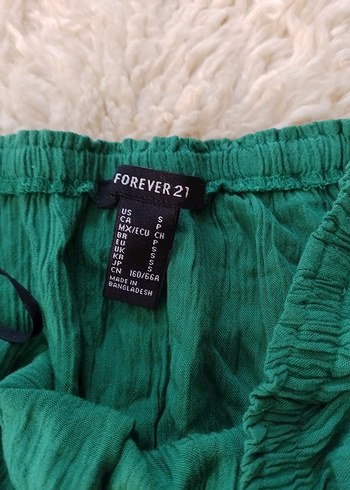 FOREVER 21
US S
CA P
MX/ECU CH
BR P
EU S
UK S
KR S
JP S
CN 160/66A
MADE IN
BANGLADESH